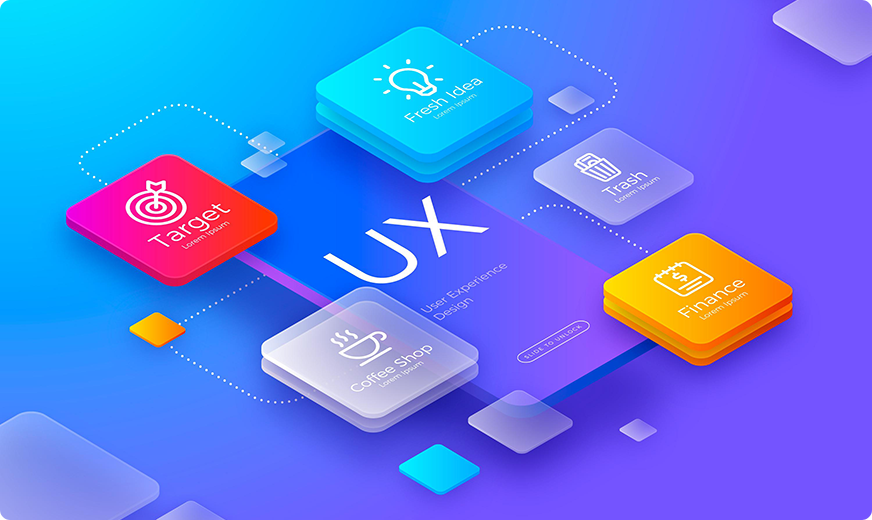 Fresh Idea
Lorem Ipsum
Trash
Lorem Ipsum
Target
Lorem Ipsum
UX
User Experience
Design
SLIDE TO UNLOCK
$
Finance
Lorem Ipsum
Coffee Shop
Lorem Ipsum